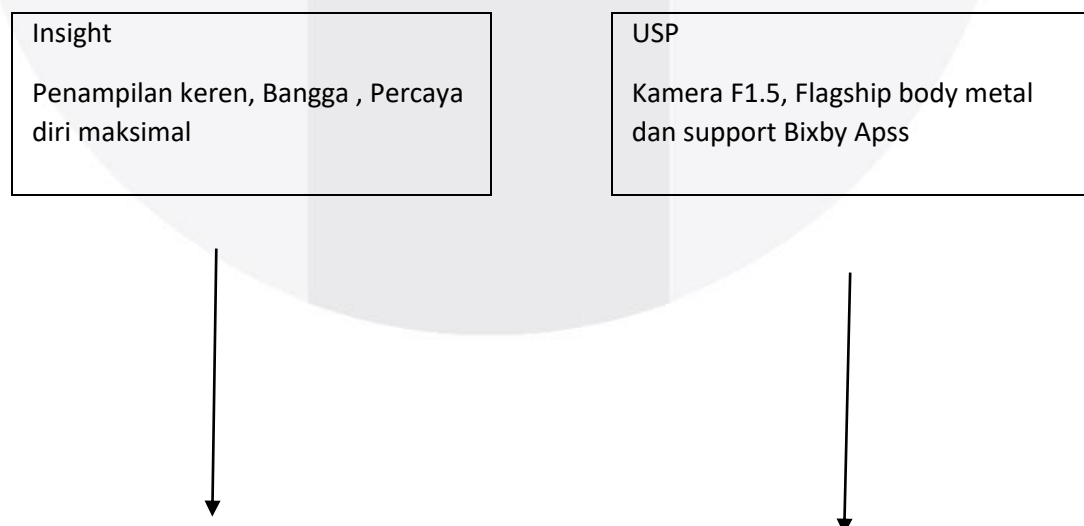 Insight
Penampilan keren, Bangga , Percaya
diri maksimal
USP
Kamera F1.5, Flagship body metal
dan support Bixby Apss